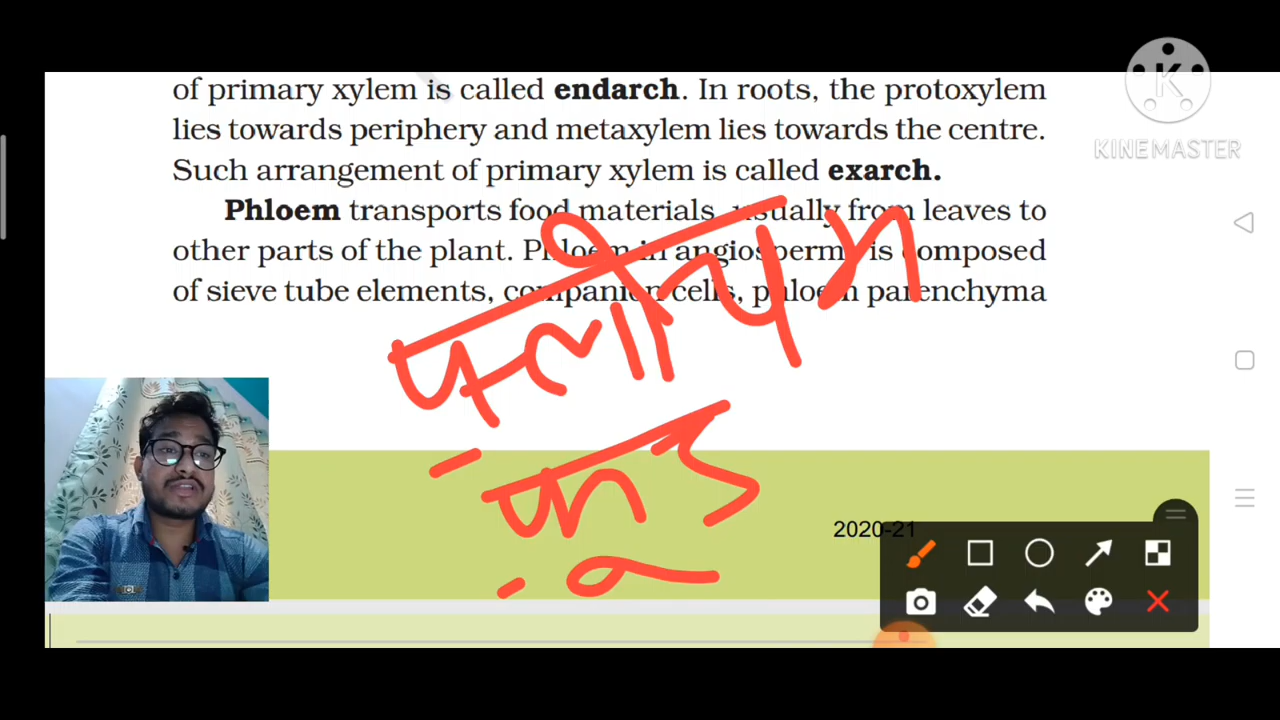 of primary xylem is called endarch. In roots, the protoxylem
lies towards periphery and metaxylem lies towards the centre.
Such arrangement of primary xylem is called exarch.
Phloem transports food materials, usually from leaves to
other parts of the plant. Phloem in angiosperms is composed
of sieve tube elements, companion cells, phloem parenchyma
फ्लोयम
फूड
2020-21
K
KINEMASTER